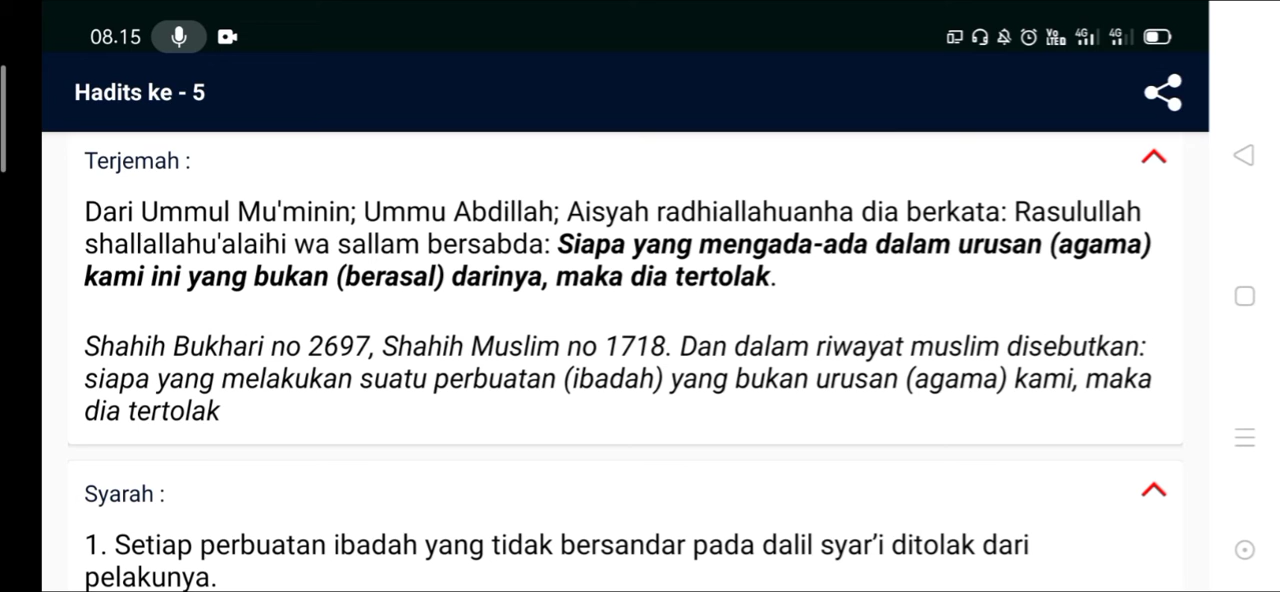 08.15
Hadits ke - 5
Terjemah :
Dari Ummul Mu'minin; Ummu Abdillah; Aisyah radhiallahuanha dia berkata: Rasulullah
shallallahu'alaihi wa sallam bersabda: Siapa yang mengada-ada dalam urusan (agama)
kami ini yang bukan (berasal) darinya, maka dia tertolak.
Shahih Bukhari no 2697, Shahih Muslim no 1718. Dan dalam riwayat muslim disebutkan:
siapa yang melakukan suatu perbuatan (ibadah) yang bukan urusan (agama) kami, maka
dia tertolak
Syarah :
1. Setiap perbuatan ibadah yang tidak bersandar pada dalil syar’i ditolak dari
pelakunya.